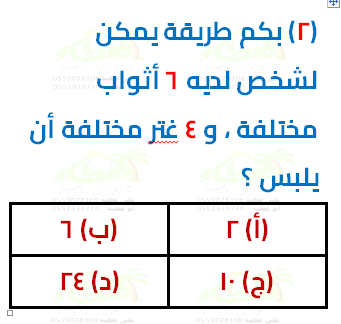 (٢) بكم طريقة يمكن
لشخص لديه ٦ أثواب
مختلفة ، و ٤ غتر مختلفة أن
يلبس ؟
(أ) ٢
(ب) ٦
(ج) ١٠
(د) ٢٤